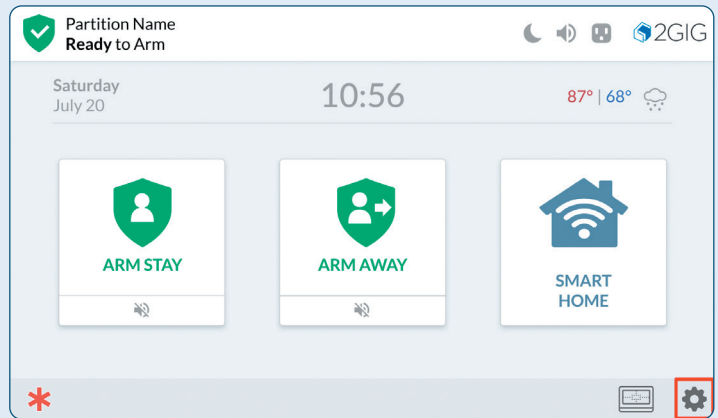 Partition Name
Ready to Arm
2GIG
Saturday
July 20
10:56
87° | 68°
ARM STAY
ARM AWAY
SMART
HOME